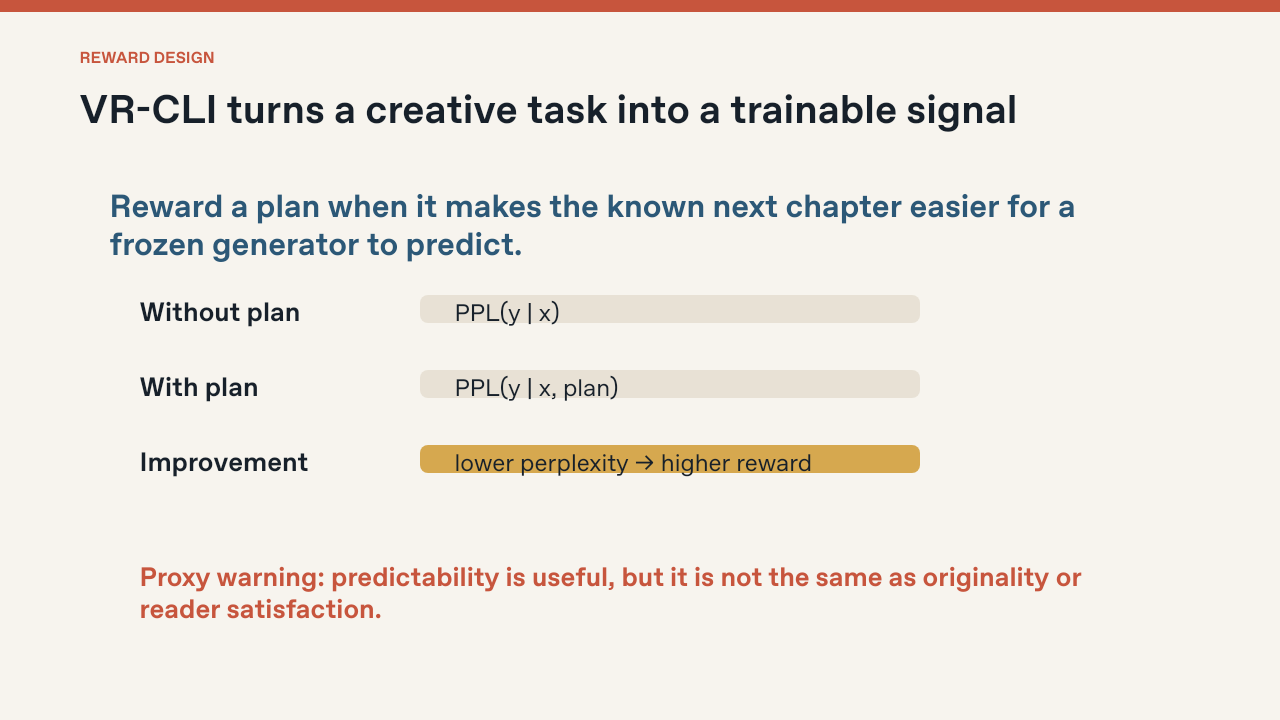 REWARD DESIGN
VR-CLI turns a creative task into a trainable signal
Reward a plan when it makes the known next chapter easier for a
frozen generator to predict.
Without plan
PPL(y | x)
With plan
PPL(y | x, plan)
Improvement
lower perplexity → higher reward
Proxy warning: predictability is useful, but it is not the same as originality or
reader satisfaction.